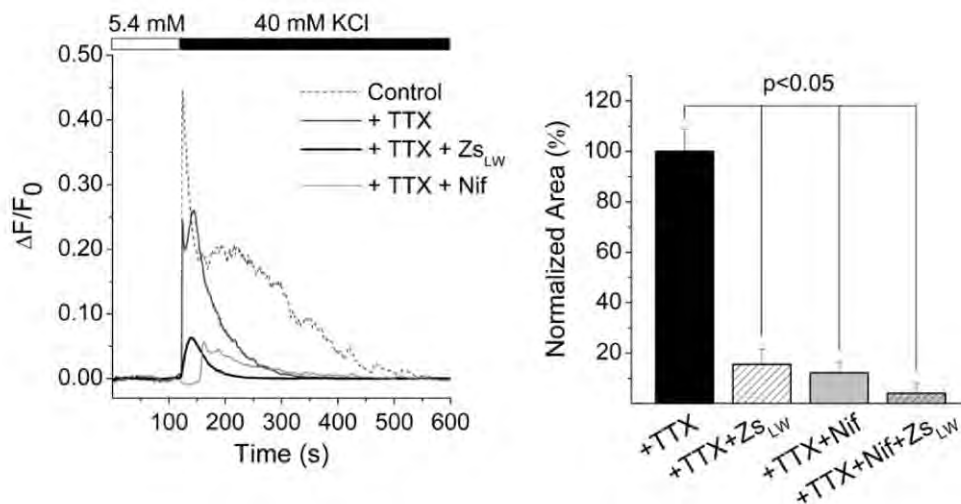 5.4 mM 40 mM KCl
0.50
0.40
0.30
0.20
0.10
0.00
ΔF/F0
0 100 200 300 400 500 600
Time (s)
Control
+ TTX
+ TTX + ZsLW
+ TTX + Nif
p<0.05
120
100
80
60
40
20
Normalized Area (%)
+TTX
+TTX+ZsLW
+TTX+Nif
+TTX+Nif+ZsLW